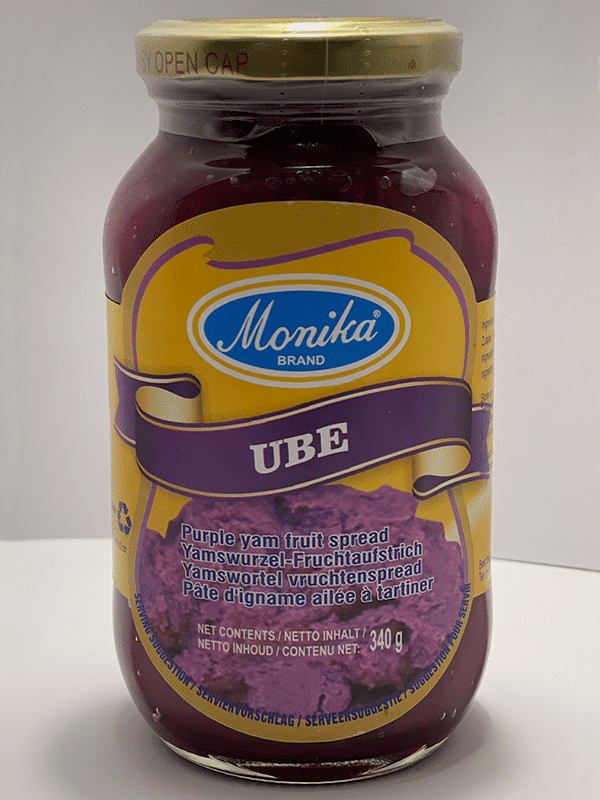 OPEN CAP
Monika®
BRAND
UBE
Purple yam fruit spread
Yamswurzel-Fruchtaufstrich
Yamswortel vruchtenspread
Pâte d'igname ailée à tartiner
NET CONTENTS / NETTO INHALT /
NETTO INHOUD / CONTENU NET: 340 g
SERVING SUGGESTION / SERVIERVORSCHLAG / SERVEERSUGGESTIE / SUGGESTION POUR SERVIR